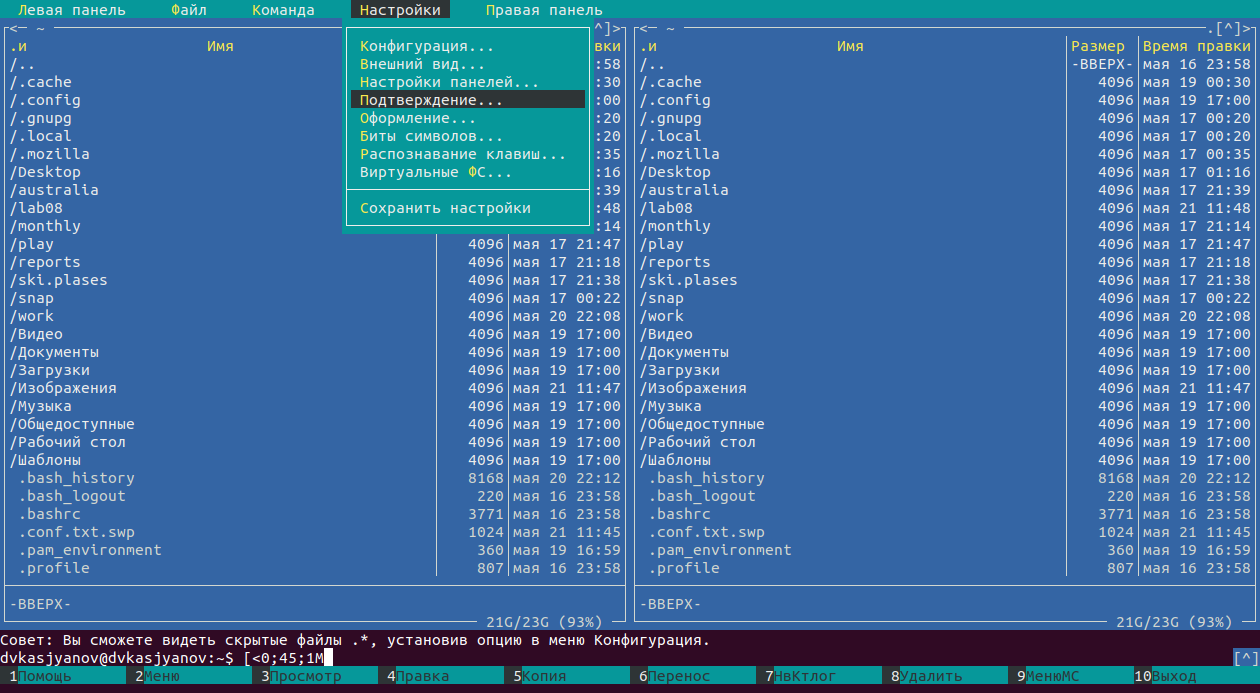 Левая панель Файл Команда Настройки Правая панель
<─ ~ ^]> <─ ~ .[^]>
.и Имя вки .и Имя Размер Время правки
/.. :58 /.. -ВВЕРХ- мая 16 23:58
/.cache Конфигурация... :30 /.cache 4096 мая 19 00:30
/.config Внешний вид... :00 /.config 4096 мая 19 17:00
/.gnupg Настройки панелей... :20 /.gnupg 4096 мая 17 00:20
/.local Подтверждение... :20 /.local 4096 мая 17 00:20
/.mozilla Оформление... :35 /.mozilla 4096 мая 17 00:35
/Desktop Биты символов... :16 /Desktop 4096 мая 17 01:16
/australia Распознавание клавиш... :39 /australia 4096 мая 17 21:39
/lab08 Виртуальные ФС... :48 /lab08 4096 мая 21 11:48
/monthly Сохранить настройки :14 /monthly 4096 мая 17 21:14
/play 4096 мая 17 21:47 /play 4096 мая 17 21:47
/reports 4096 мая 17 21:18 /reports 4096 мая 17 21:18
/ski.plases 4096 мая 17 21:38 /ski.plases 4096 мая 17 21:38
/snap 4096 мая 17 00:22 /snap 4096 мая 17 00:22
/work 4096 мая 20 22:08 /work 4096 мая 20 22:08
/Видео 4096 мая 19 17:00 /Видео 4096 мая 19 17:00
/Документы 4096 мая 19 17:00 /Документы 4096 мая 19 17:00
/Загрузки 4096 мая 19 17:00 /Загрузки 4096 мая 19 17:00
/Изображения 4096 мая 21 11:47 /Изображения 4096 мая 21 11:47
/Музыка 4096 мая 19 17:00 /Музыка 4096 мая 19 17:00
/Общедоступные 4096 мая 19 17:00 /Общедоступные 4096 мая 19 17:00
/Рабочий стол 4096 мая 19 17:00 /Рабочий стол 4096 мая 19 17:00
/Шаблоны 4096 мая 19 17:00 /Шаблоны 4096 мая 19 17:00
.bash_history 8168 мая 20 22:12 .bash_history 8168 мая 20 22:12
.bash_logout 220 мая 16 23:58 .bash_logout 220 мая 16 23:58
.bashrc 3771 мая 16 23:58 .bashrc 3771 мая 16 23:58
.conf.txt.swp 1024 мая 21 11:45 .conf.txt.swp 1024 мая 21 11:45
.pam_environment 360 мая 19 16:59 .pam_environment 360 мая 19 16:59
.profile 807 мая 16 23:58 .profile 807 мая 16 23:58
-ВВЕРХ- -ВВЕРХ-
21G/23G (93%) 21G/23G (93%)
Совет: Вы сможете видеть скрытые файлы .*, установив опцию в меню Конфигурация.
dvkasjyanov@dvkasjyanov:~$ [<0;45;1M [^]
1Помощь 2Меню 3Просмотр 4Правка 5Копия 6Перенос 7НвКтлог 8Удалить 9МенюМС 10Выход